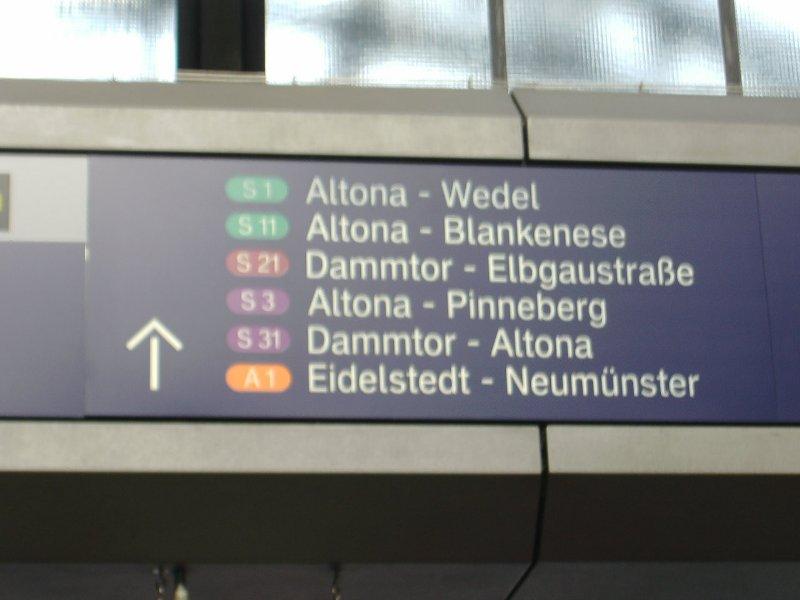 S 1 Altona - Wedel
S 11 Altona - Blankenese
S 21 Dammtor - Elbgaustraße
S 3 Altona - Pinneberg
S 31 Dammtor - Altona
A 1 Eidelstedt - Neumünster